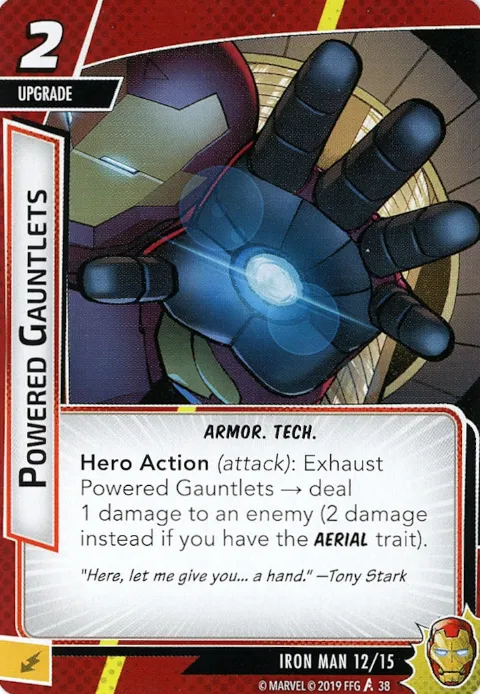 2
UPGRADE
POWERED GAUNTLETS
ARMOR. TECH.
Hero Action (attack): Exhaust
Powered Gauntlets → deal
1 damage to an enemy (2 damage
instead if you have the AERIAL trait).
"Here, let me give you... a hand." —Tony Stark
IRON MAN 12/15
© MARVEL © 2019 FFG 38